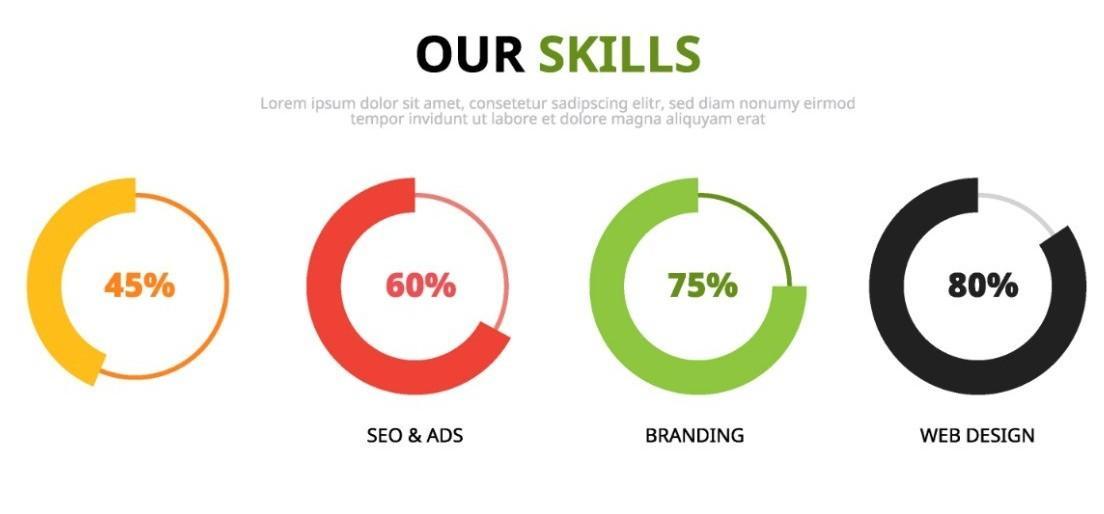 OUR SKILLS
Lorem ipsum dolor sit amet, consetetur sadipscing elitr, sed diam nonumy eirmod
tempor invidunt ut labore et dolore magna aliquyam erat
45%
60%
75%
80%
SEO & ADS
BRANDING
WEB DESIGN